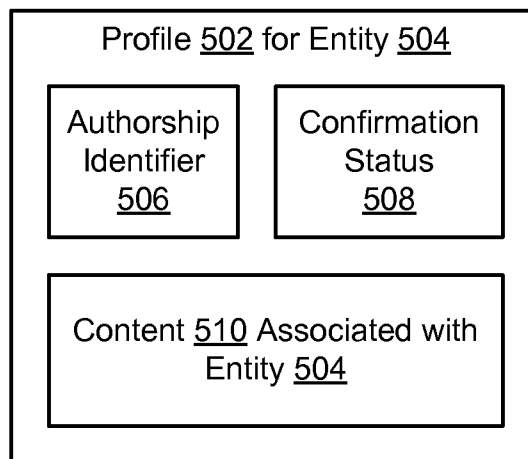 Profile 502 for Entity 504
Authorship
Identifier
506
Confirmation
Status
508
Content 510 Associated with
Entity 504